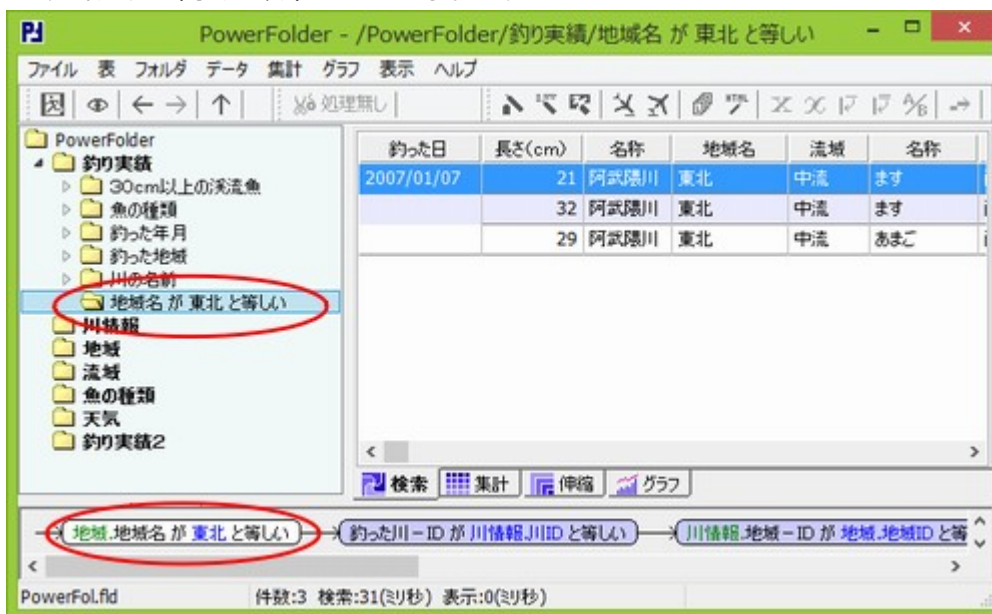 PowerFolder - /PowerFolder/釣り実績/地域名 が 東北 と等しい
ファイル 表 フォルダ データ 集計 グラフ 表示 ヘルプ
処理無し
PowerFolder
釣り実績
30cm以上の渓流魚
魚の種類
釣った年月
釣った地域
川の名前
地域名 が 東北 と等しい
川情報
地域
流域
魚の種類
天気
釣り実績2
釣った日 長さ(cm) 名称 地域名 流域 名称
2007/01/07 21 阿武隈川 東北 中流 ます
32 阿武隈川 東北 中流 ます
29 阿武隈川 東北 中流 あまご
検索 集計 伸縮 グラフ
地域.地域名 が 東北 と等しい 釣った川-ID が 川情報.川ID と等しい 川情報.地域-ID が 地域.地域ID と等
PowerFol.fld 件数:3 検索:31(ミリ秒) 表示:0(ミリ秒)